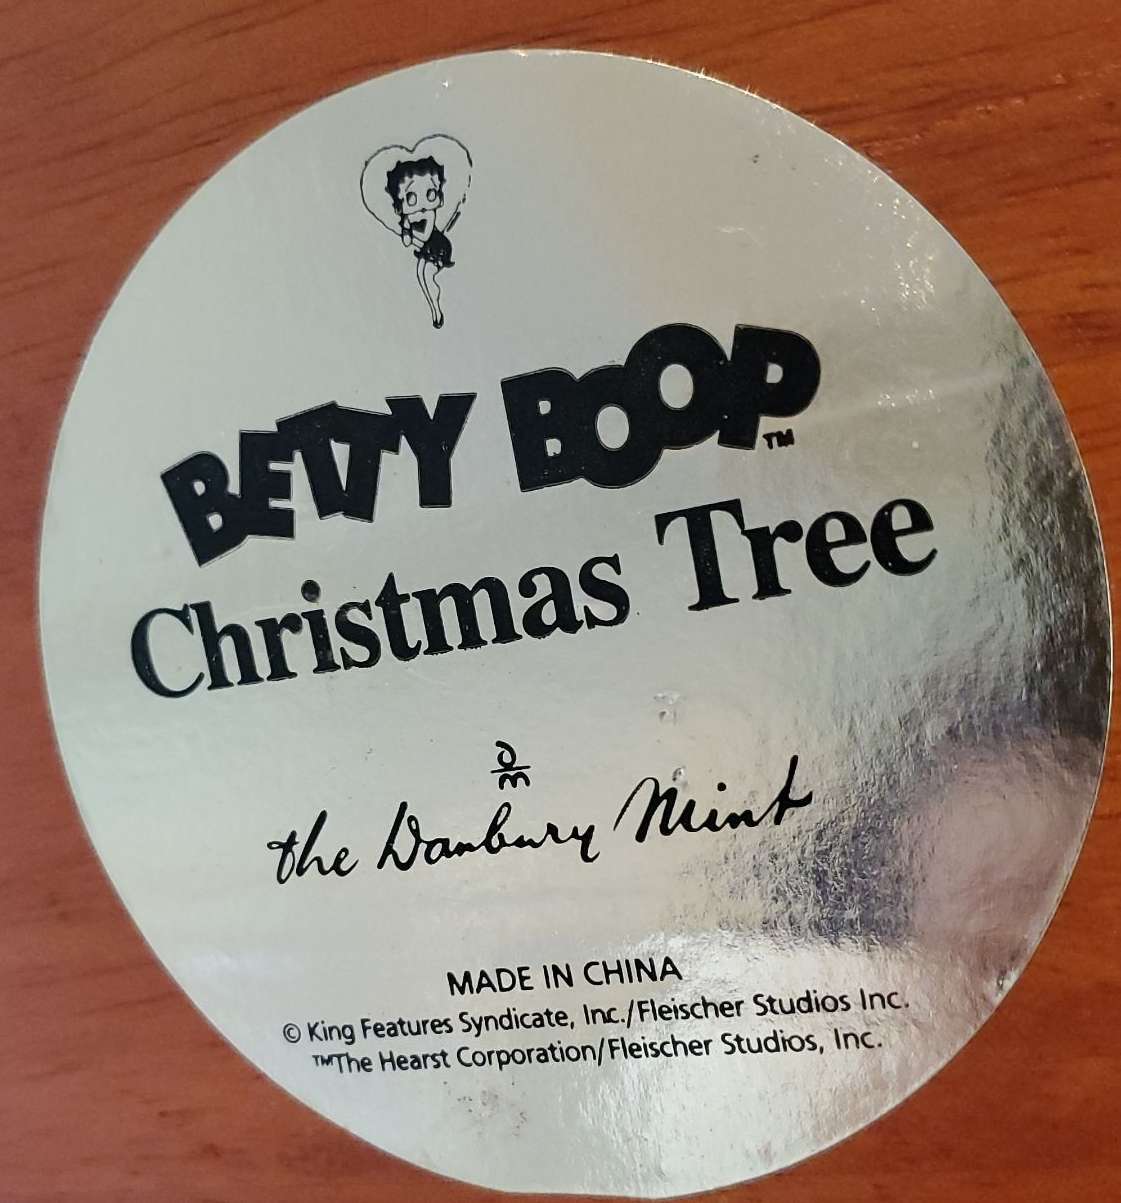 BETTY BOOP™
Christmas Tree
DM
the Danbury Mint
MADE IN CHINA
© King Features Syndicate, Inc./Fleischer Studios Inc.
™The Hearst Corporation/Fleischer Studios, Inc.